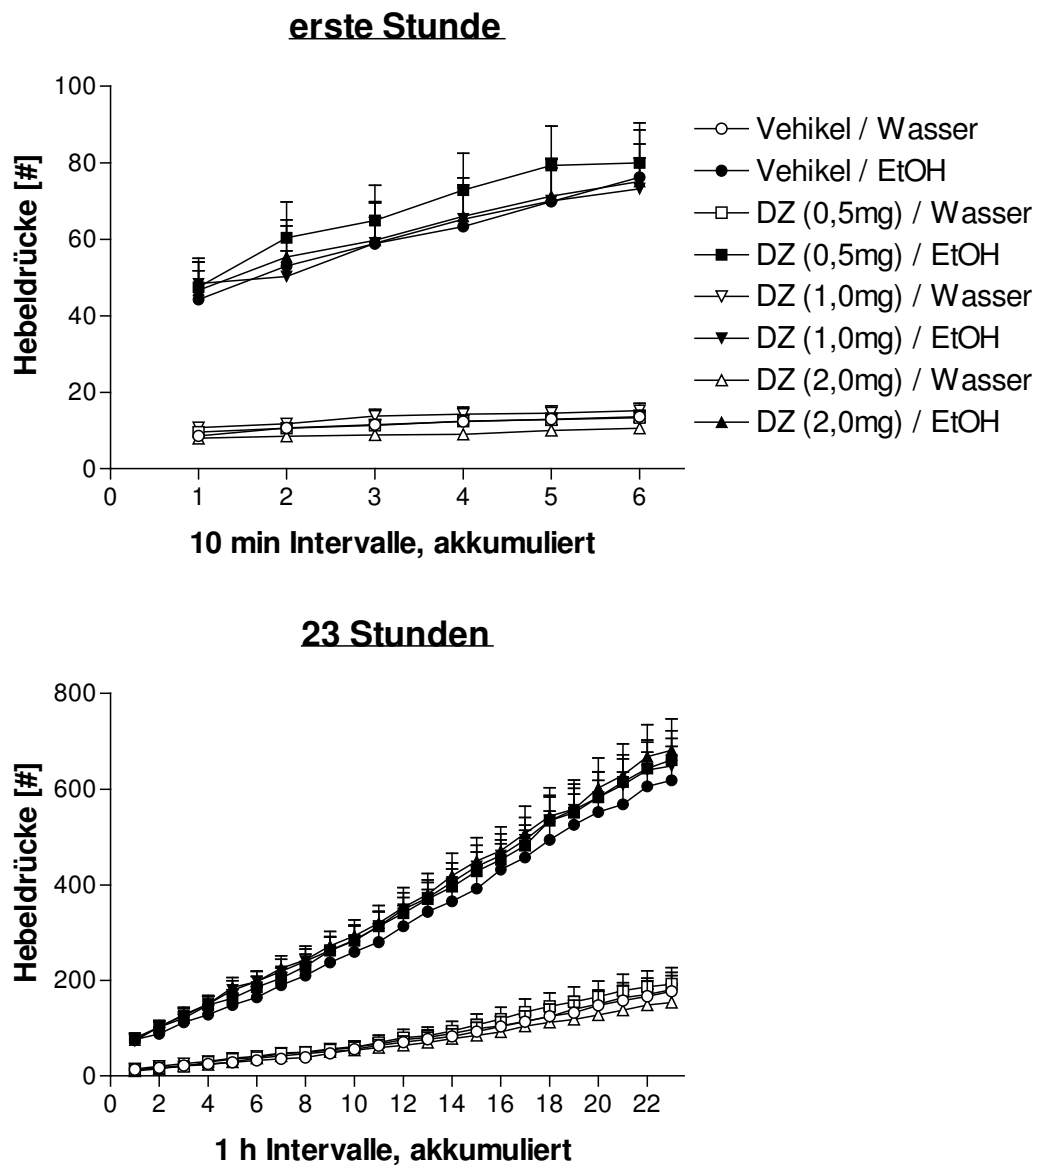 erste Stunde
100
80
60
40
20
0
Hebeldrücke [#]
0 1 2 3 4 5 6
10 min Intervalle, akkumuliert
Vehikel / Wasser
Vehikel / EtOH
DZ (0,5mg) / Wasser
DZ (0,5mg) / EtOH
DZ (1,0mg) / Wasser
DZ (1,0mg) / EtOH
DZ (2,0mg) / Wasser
DZ (2,0mg) / EtOH
23 Stunden
800
600
400
200
0
Hebeldrücke [#]
0 2 4 6 8 10 12 14 16 18 20 22
1 h Intervalle, akkumuliert